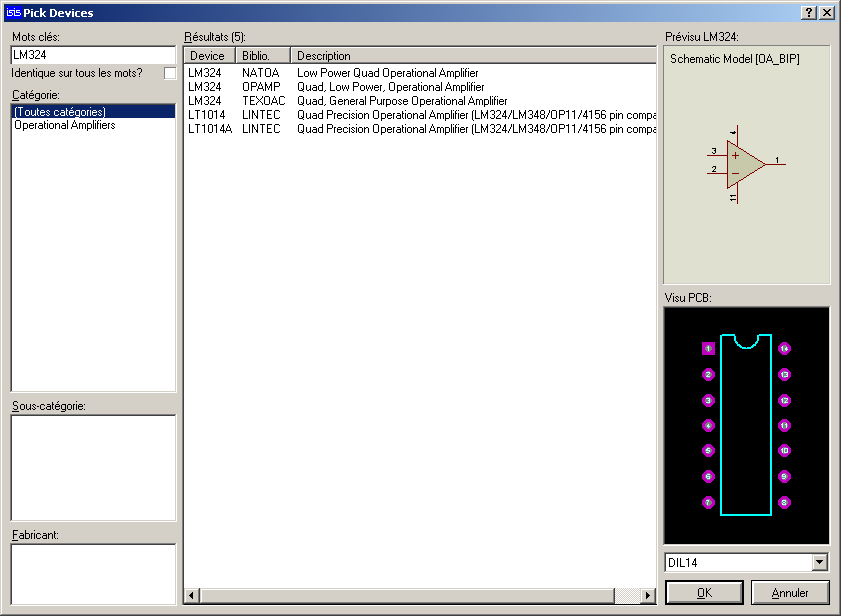 isis Pick Devices
Mots clés:
LM324
Identique sur tous les mots?
Catégorie:
(Toutes catégories)
Operational Amplifiers
Sous-catégorie:
Fabricant:
Résultats (5):
Device Biblio. Description
LM324 NATOA Low Power Quad Operational Amplifier
LM324 OPAMP Quad, Low Power, Operational Amplifier
LM324 TEXOAC Quad, General Purpose Operational Amplifier
LT1014 LINTEC Quad Precision Operational Amplifier (LM324/LM348/OP11/4156 pin compa
LT1014A LINTEC Quad Precision Operational Amplifier (LM324/LM348/OP11/4156 pin compa
Prévisu LM324:
Schematic Model [OA_BIP]
4
3 + 1
2 −
11
Visu PCB:
1 14
2 13
3 12
4 11
5 10
6 9
7 8
DIL14
OK Annuler